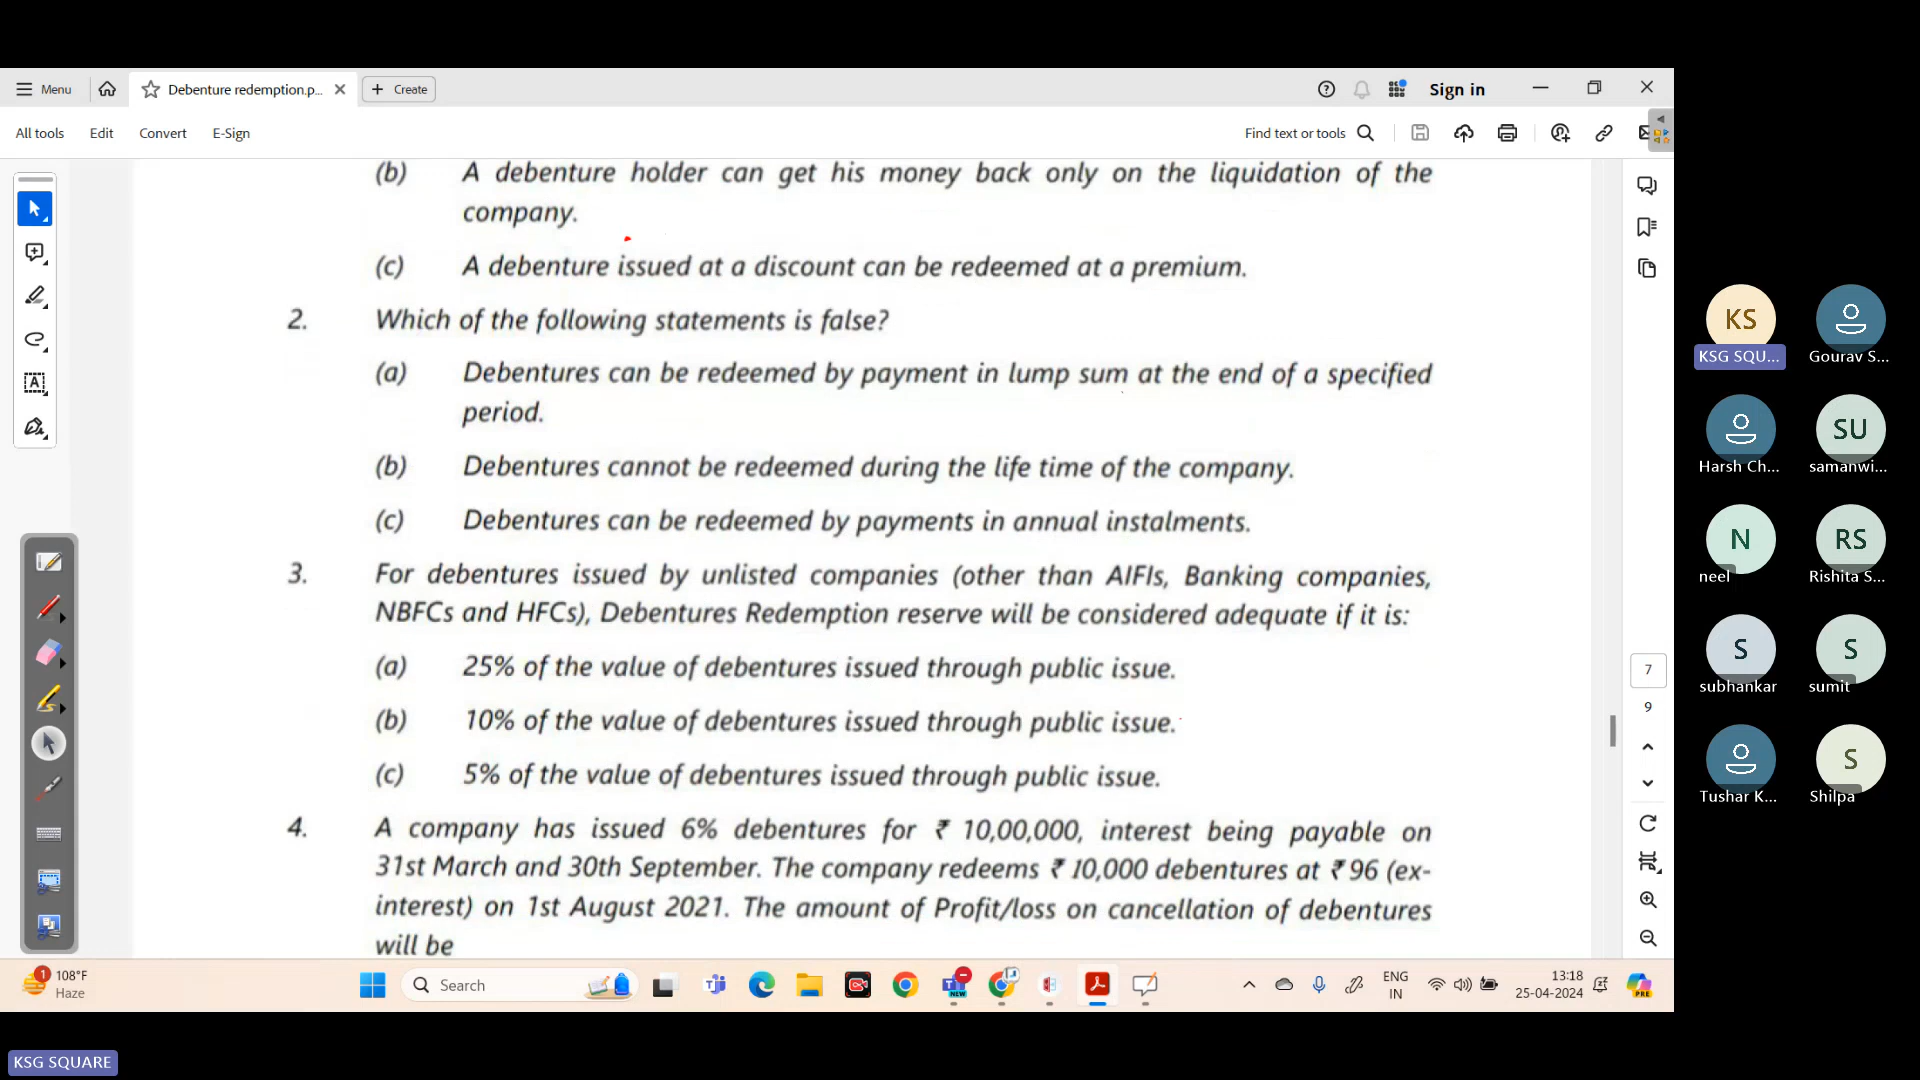 Menu
Debenture redemption.p...
Create
Sign in
All tools
Edit
Convert
E-Sign
Find text or tools
(b) A debenture holder can get his money back only on the liquidation of the
company.
(c) A debenture issued at a discount can be redeemed at a premium.
2. Which of the following statements is false?
(a) Debentures can be redeemed by payment in lump sum at the end of a specified
period.
(b) Debentures cannot be redeemed during the life time of the company.
(c) Debentures can be redeemed by payments in annual instalments.
3. For debentures issued by unlisted companies (other than AIFIs, Banking companies,
NBFCs and HFCs), Debentures Redemption reserve will be considered adequate if it is:
(a) 25% of the value of debentures issued through public issue.
(b) 10% of the value of debentures issued through public issue.
(c) 5% of the value of debentures issued through public issue.
4. A company has issued 6% debentures for ₹ 10,00,000, interest being payable on
31st March and 30th September. The company redeems ₹ 10,000 debentures at ₹ 96 (ex-
interest) on 1st August 2021. The amount of Profit/loss on cancellation of debentures
will be
7
9
KS
KSG SQU...
Gourav S...
Harsh Ch...
SU
samanwi...
N
neel
RS
Rishita S...
S
subhankar
S
sumit
Tushar K...
S
Shilpa
1
108°F
Haze
Search
NEW
ENG
IN
13:18
25-04-2024
PRE
KSG SQUARE